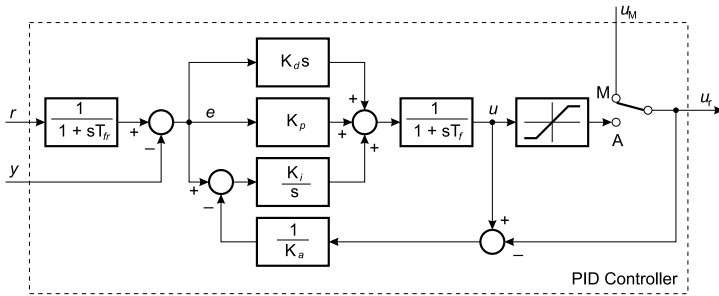 u_M
K_d s
r
1
1 + sT_fr
+
−
e
K_p
+
+
+
1
1 + sT_f
u
M
A
u_r
y
+
−
K_i
s
1
K_a
+
−
PID Controller